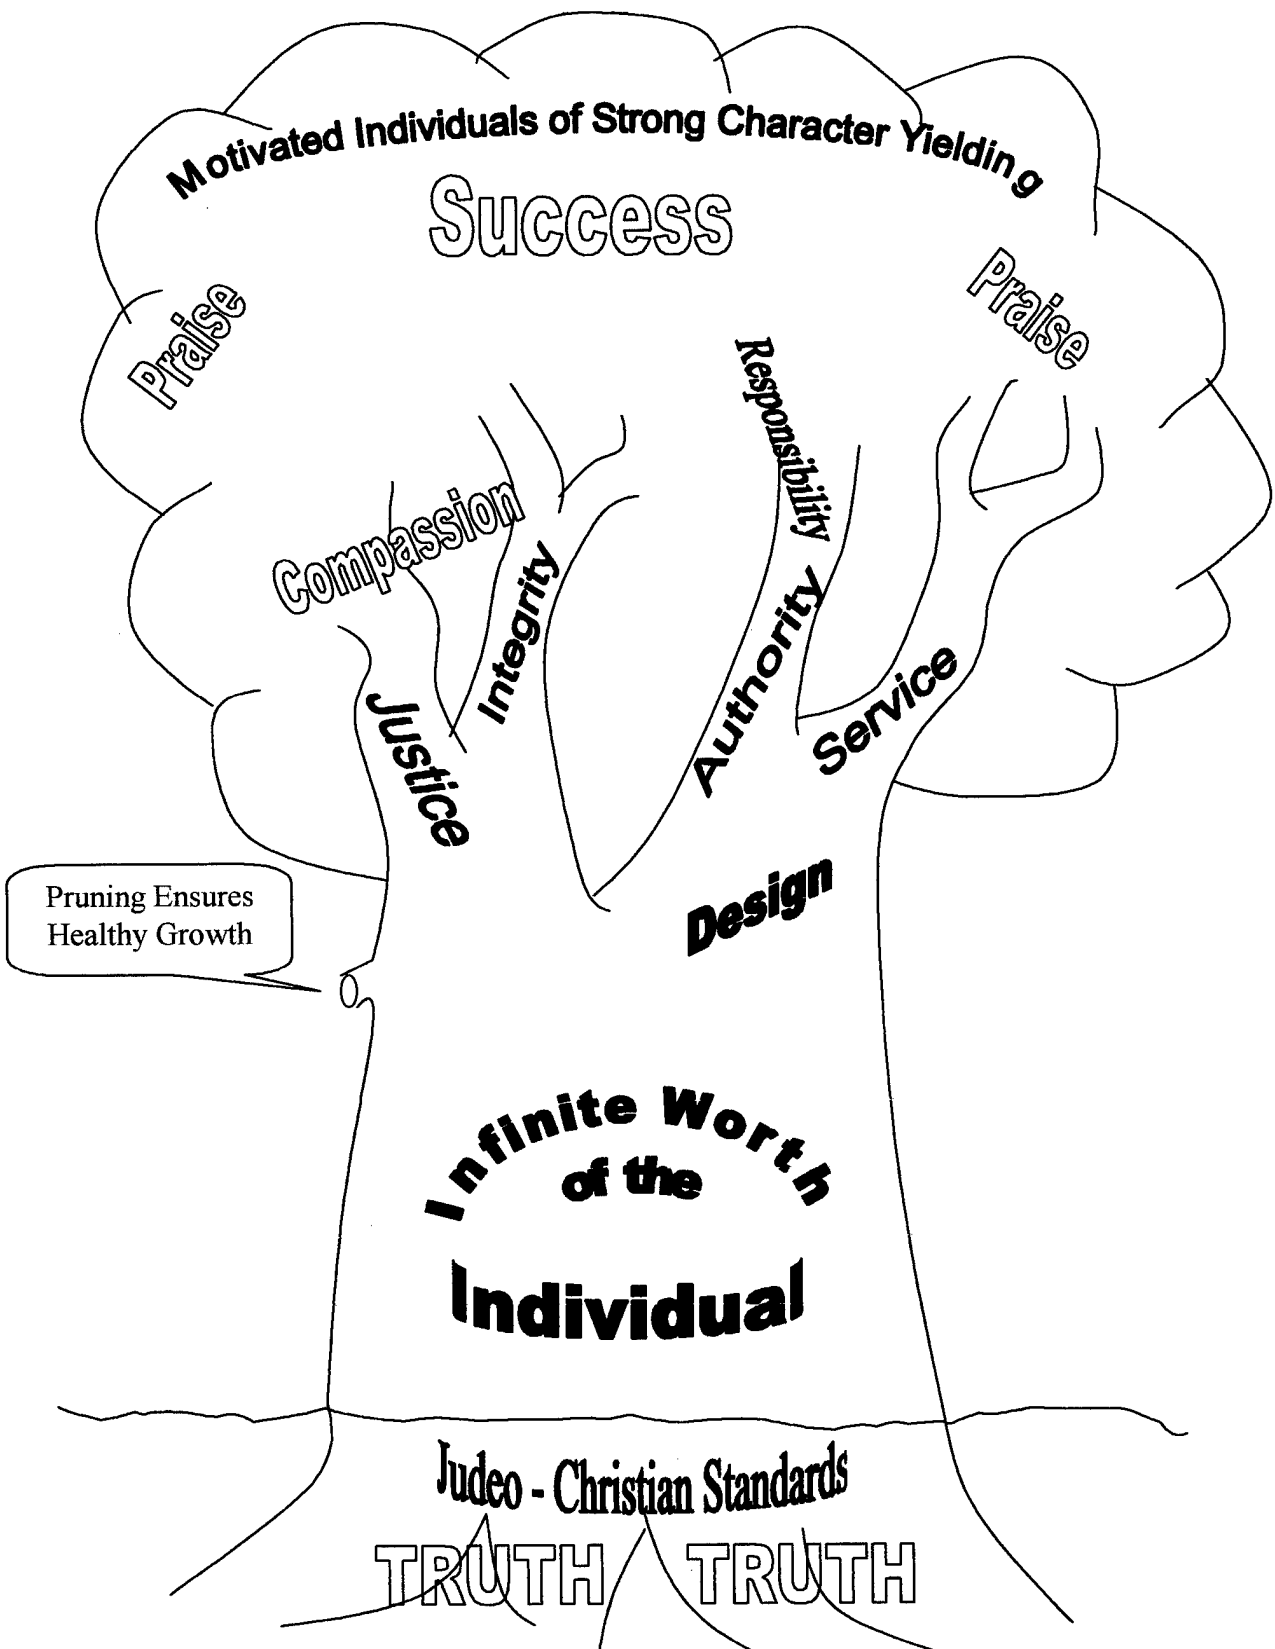 Motivated Individuals of Strong Character Yielding
Success
Praise
Praise
Responsibility
Compassion
Integrity
Authority
Service
Justice
Pruning Ensures
Healthy Growth
Design
Infinite Worth
of the
Individual
Judeo - Christian Standards
TRUTH TRUTH